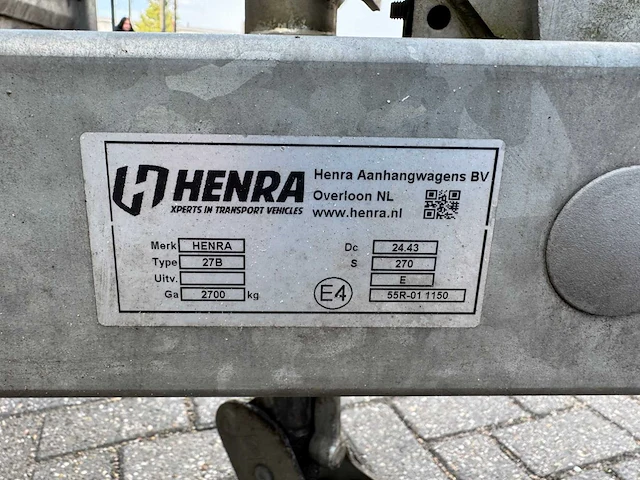 HENRA
XPERTS IN TRANSPORT VEHICLES
Henra Aanhangwagens BV
Overloon NL
www.henra.nl
Merk HENRA
Type 27B
Uitv.
Ga 2700 kg
Dc 24.43
S 270
E
E4 55R-01 1150